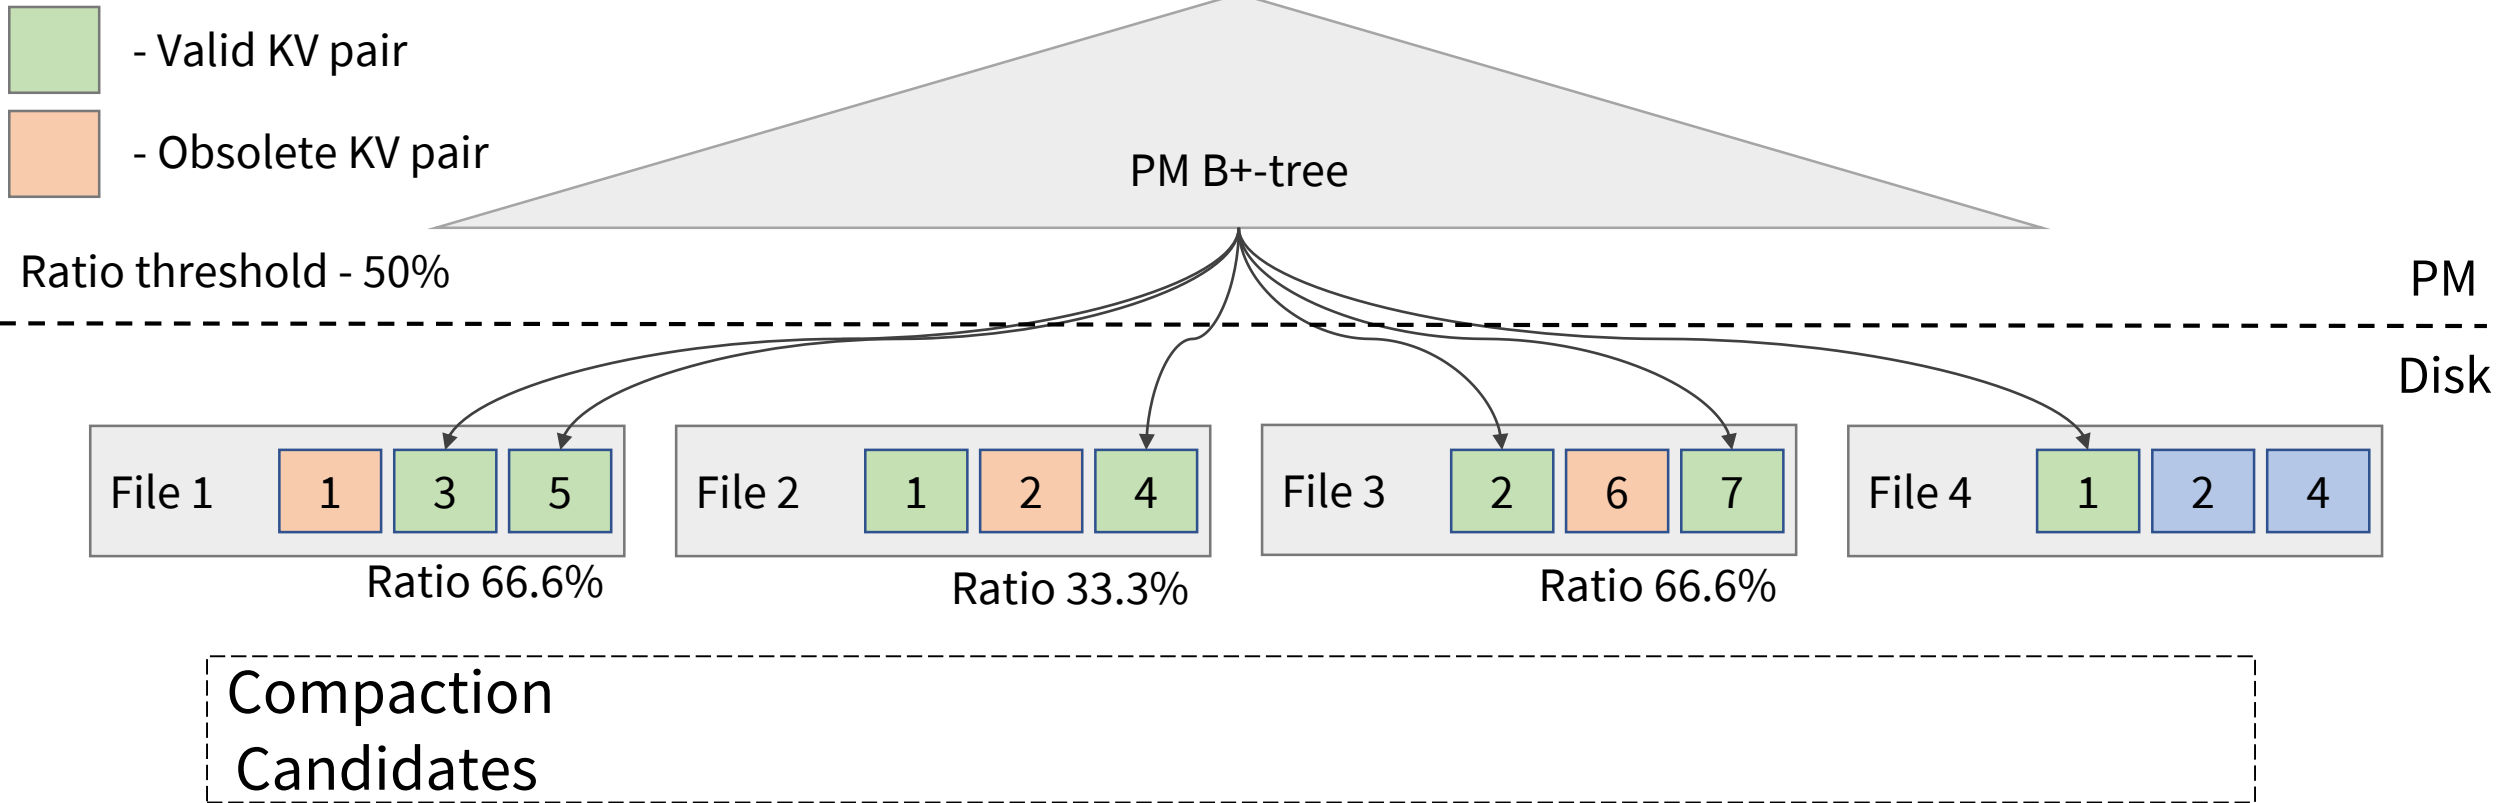 - Valid KV pair
- Obsolete KV pair
PM B+-tree
Ratio threshold - 50%
PM
Disk
File 1 1 3 5
File 2 1 2 4
File 3 2 6 7
File 4 1 2 4
Ratio 66.6%
Ratio 33.3%
Ratio 66.6%
Compaction
Candidates